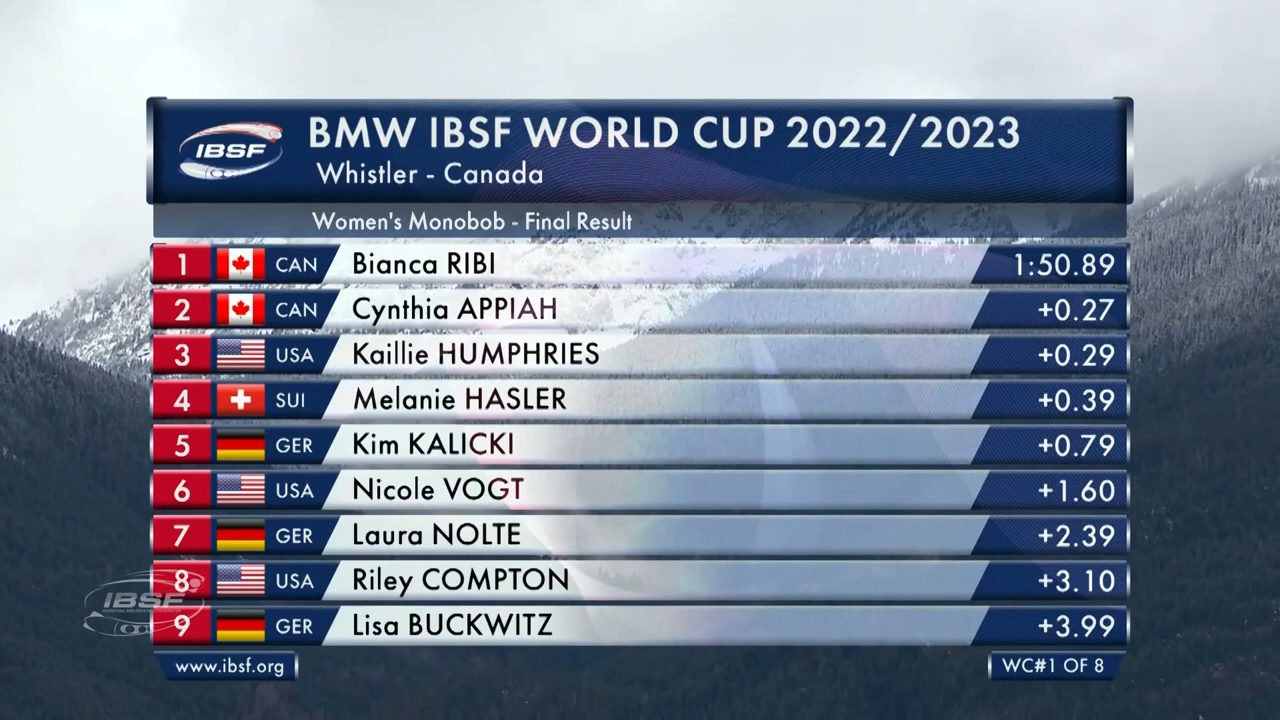 IBSF
BMW IBSF WORLD CUP 2022/2023
Whistler - Canada
Women's Monobob - Final Result
1 CAN Bianca RIBI 1:50.89
2 CAN Cynthia APPIAH +0.27
3 USA Kaillie HUMPHRIES +0.29
4 SUI Melanie HASLER +0.39
5 GER Kim KALICKI +0.79
6 USA Nicole VOGT +1.60
7 GER Laura NOLTE +2.39
8 USA Riley COMPTON +3.10
9 GER Lisa BUCKWITZ +3.99
IBSF
www.ibsf.org WC#1 OF 8